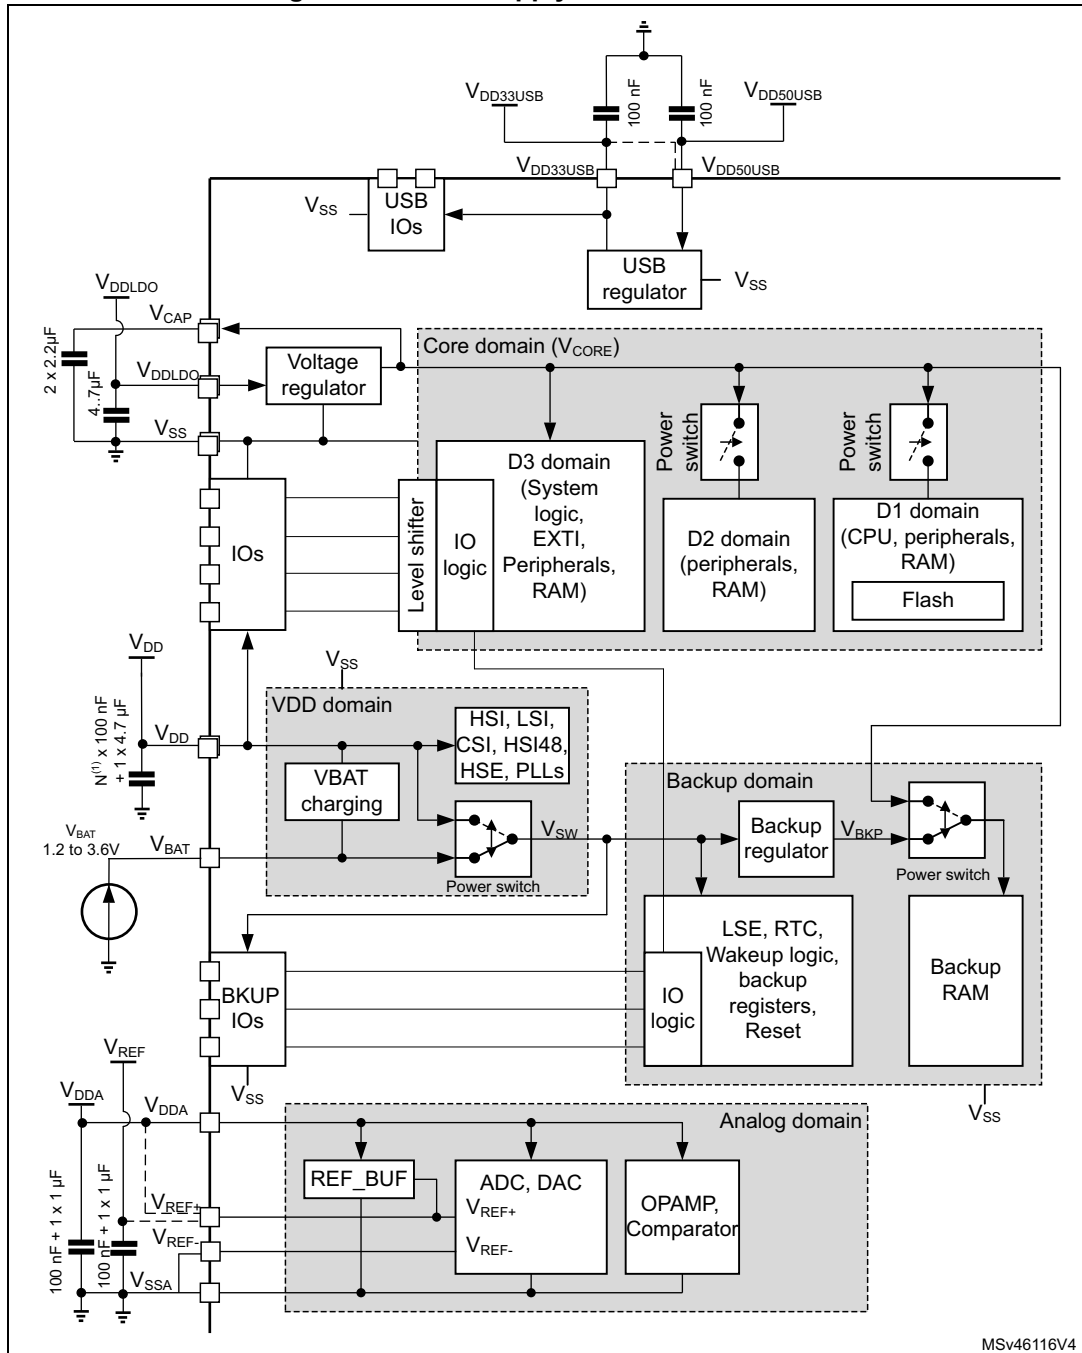 100 nF
100 nF
VDD33USB
VDD50USB
VDD33USB
VDD50USB
VSS
USB
IOs
USB
regulator
VSS
VDDLDO
VCAP
2 x 2.2µF
VDDLDO
4..7µF
VSS
Voltage
regulator
Core domain (VCORE)
Power
switch
Power
switch
D3 domain
(System
logic,
EXTI,
Peripherals,
RAM)
IO
logic
Level shifter
IOs
D2 domain
(peripherals,
RAM)
D1 domain
(CPU, peripherals,
RAM)
Flash
VDD
VSS
VDD domain
VDD
N(1) x 100 nF
+ 1 x 4.7 µF
HSI, LSI,
CSI, HSI48,
HSE, PLLs
VBAT
charging
VBAT
1.2 to 3.6V
VBAT
Power switch
VSW
Backup domain
Backup
regulator
VBKP
Power switch
LSE, RTC,
Wakeup logic,
backup
registers,
Reset
IO
logic
Backup
RAM
BKUP
IOs
VSS
VSS
VREF
VDDA
VDDA
100 nF + 1 x 1 µF
100 nF + 1 x 1 µF
VREF+
VREF-
VSSA
Analog domain
REF_BUF
ADC, DAC
VREF+
VREF-
OPAMP,
Comparator
MSv46116V4